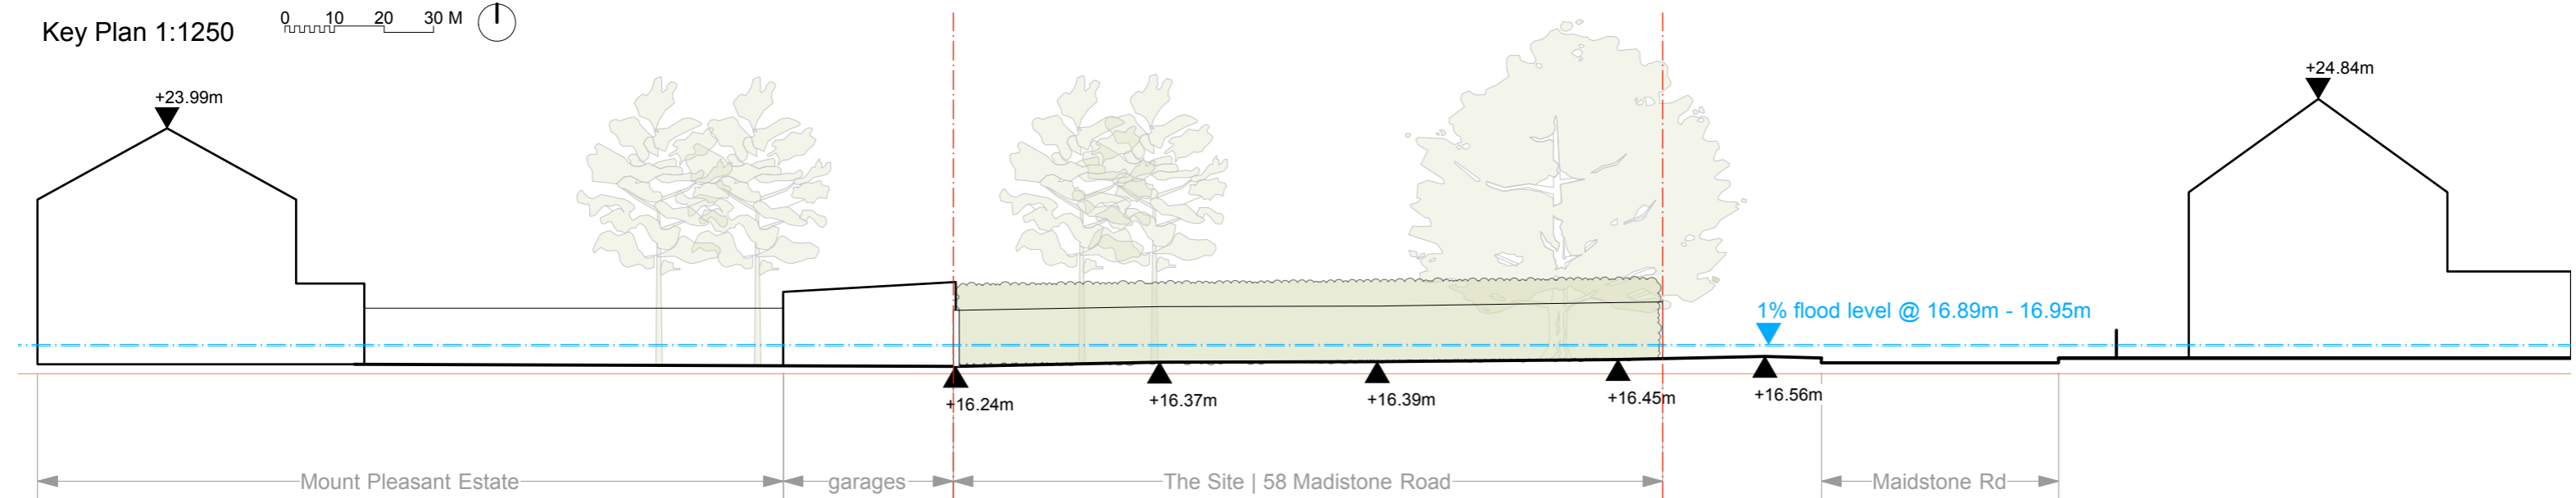 Key Plan 1:1250
0 10 20 30 M
+23.99m
+24.84m
1% flood level @ 16.89m - 16.95m
+16.24m
+16.37m
+16.39m
+16.45m
+16.56m
Mount Pleasant Estate
garages
The Site | 58 Madistone Road
Maidstone Rd